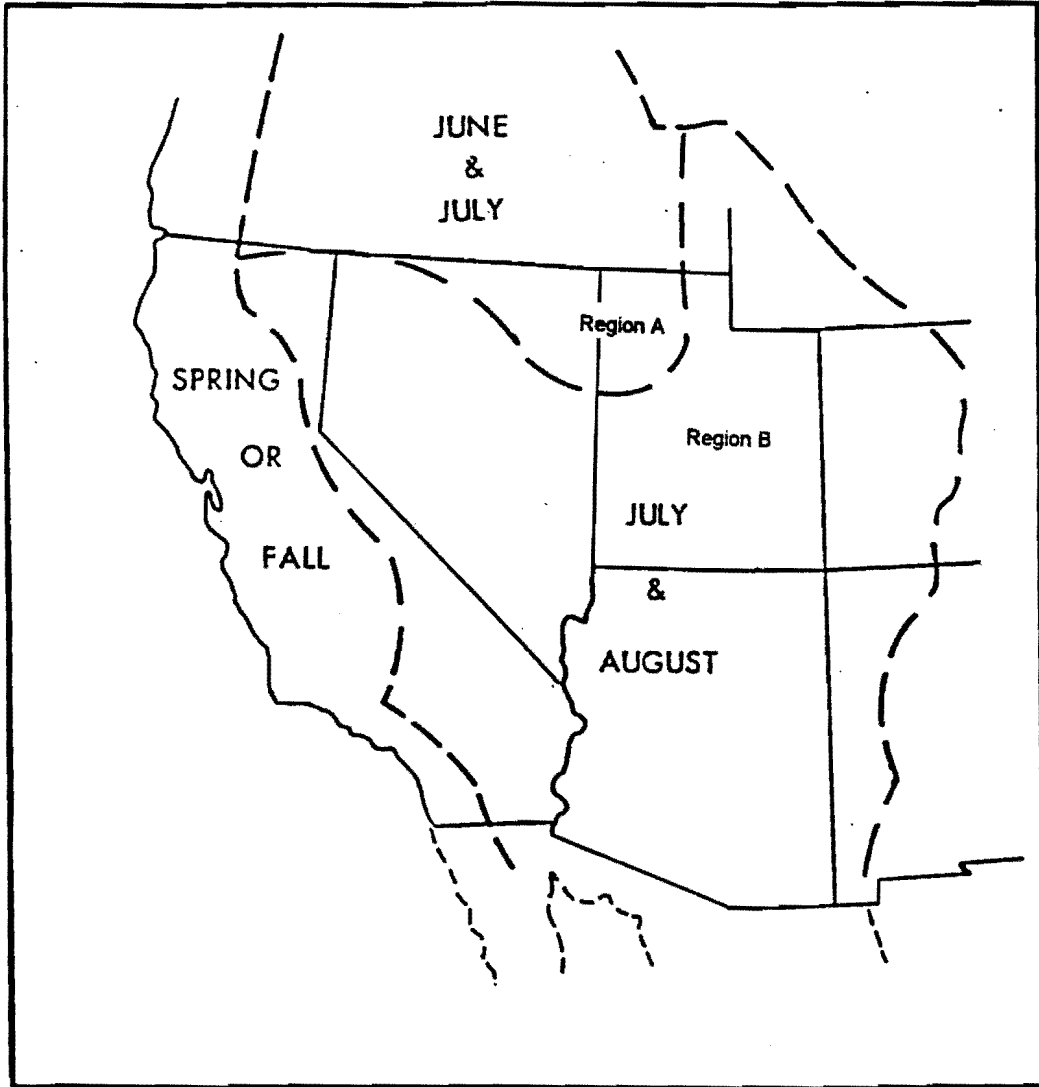 JUNE
&
JULY
Region A
SPRING
OR
FALL
Region B
JULY
&
AUGUST